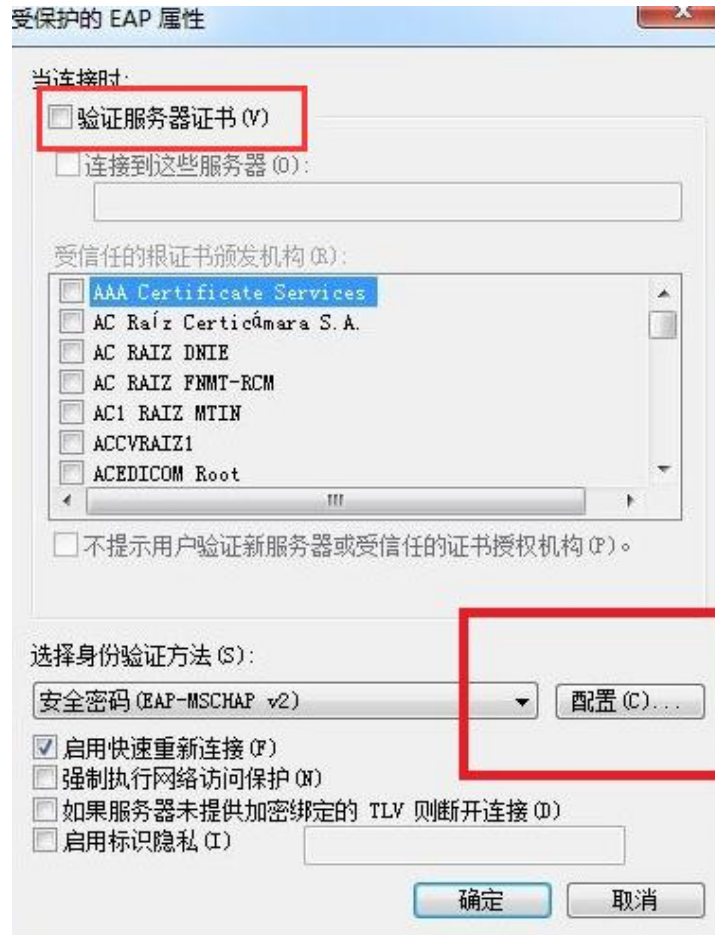 受保护的 EAP 属性
当连接时:
验证服务器证书(V)
连接到这些服务器(O):
受信任的根证书颁发机构(R):
AAA Certificate Services
AC Raíz Certicámara S.A.
AC RAIZ DNIE
AC RAIZ FNMT-RCM
AC1 RAIZ MTIN
ACCVRAIZ1
ACEDICOM Root
不提示用户验证新服务器或受信任的证书授权机构(P)。
选择身份验证方法(S):
安全密码(EAP-MSCHAP v2) 配置(C)...
启用快速重新连接(F)
强制执行网络访问保护(N)
如果服务器未提供加密绑定的 TLV 则断开连接(D)
启用标识隐私(I)
确定 取消